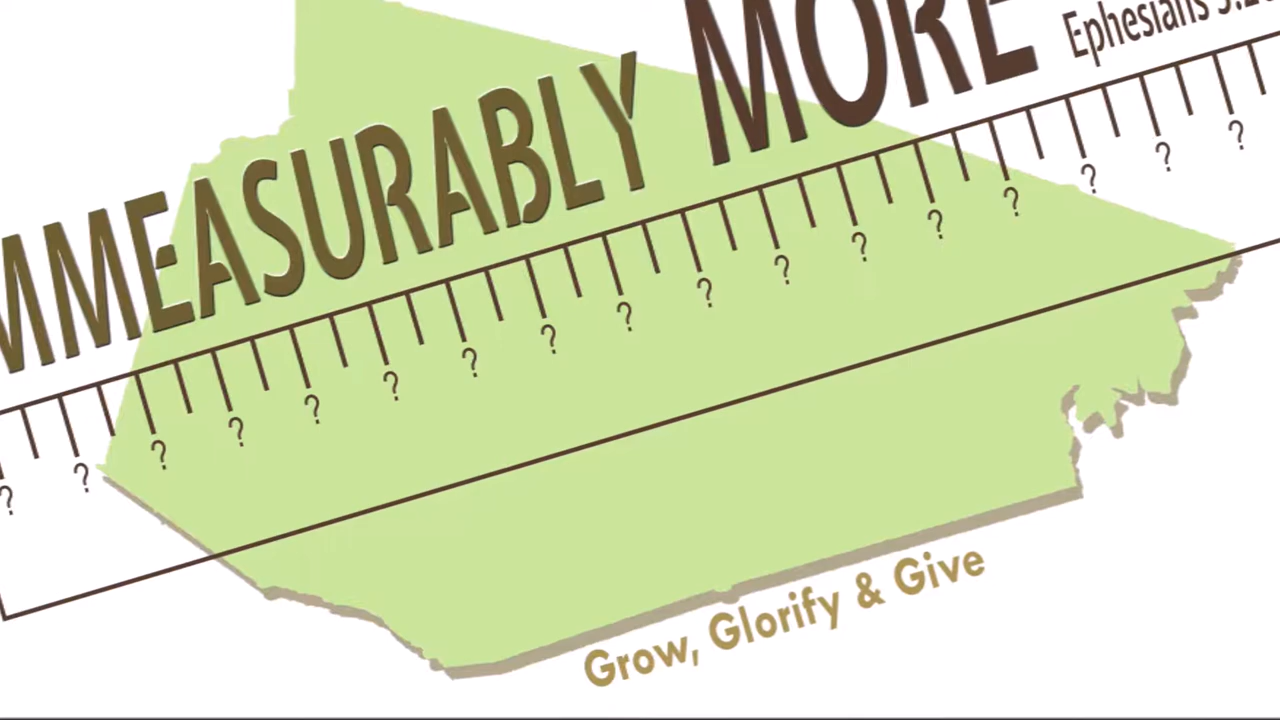 MMEASURABLY MORE
Ephesians
? ? ? ? ? ? ? ? ? ? ? ? ? ? ? ? ?
Grow, Glorify & Give